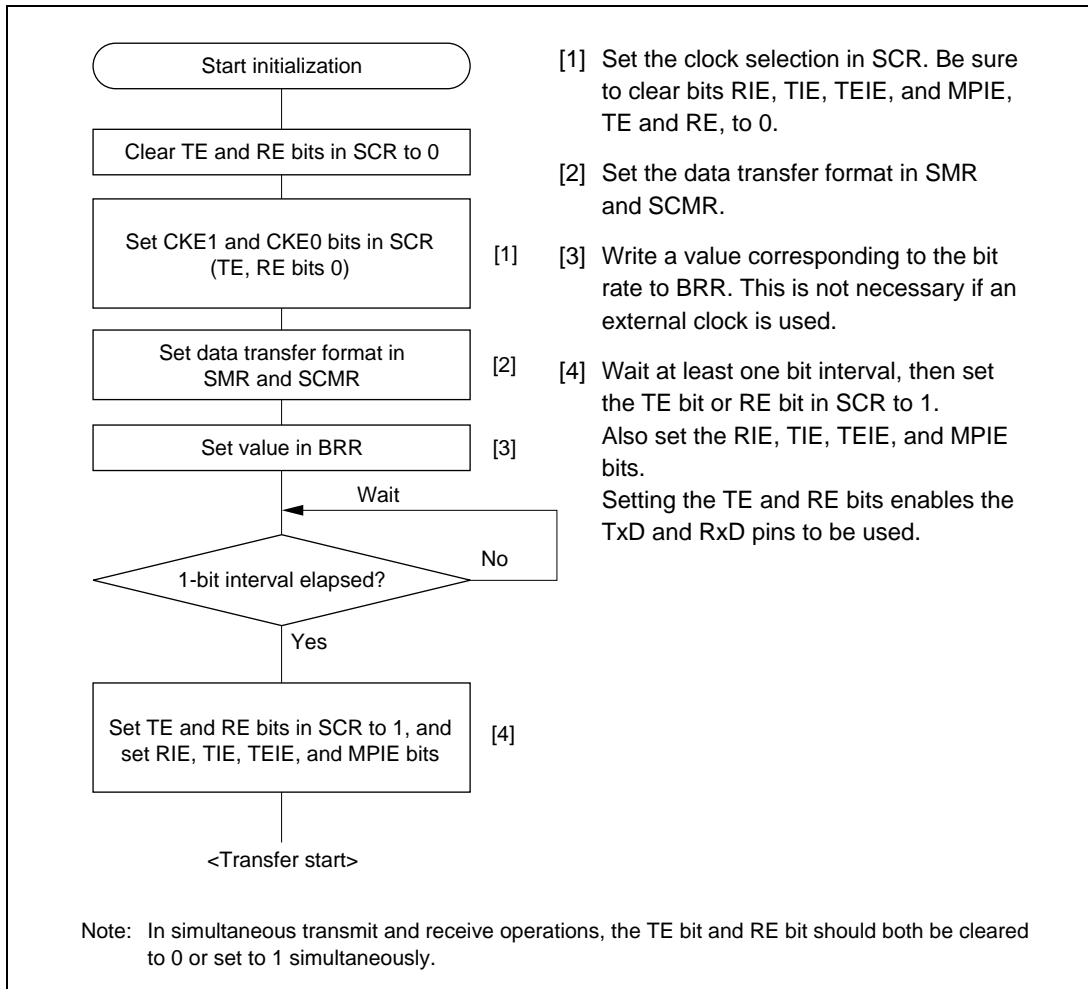 Start initialization
Clear TE and RE bits in SCR to 0
Set CKE1 and CKE0 bits in SCR
(TE, RE bits 0)
[1]
Set data transfer format in
SMR and SCMR
[2]
Set value in BRR
[3]
Wait
No
1-bit interval elapsed?
Yes
Set TE and RE bits in SCR to 1, and
set RIE, TIE, TEIE, and MPIE bits
[4]
<Transfer start>
[1] Set the clock selection in SCR. Be sure
to clear bits RIE, TIE, TEIE, and MPIE,
TE and RE, to 0.
[2] Set the data transfer format in SMR
and SCMR.
[3] Write a value corresponding to the bit
rate to BRR. This is not necessary if an
external clock is used.
[4] Wait at least one bit interval, then set
the TE bit or RE bit in SCR to 1.
Also set the RIE, TIE, TEIE, and MPIE
bits.
Setting the TE and RE bits enables the
TxD and RxD pins to be used.
Note: In simultaneous transmit and receive operations, the TE bit and RE bit should both be cleared
to 0 or set to 1 simultaneously.